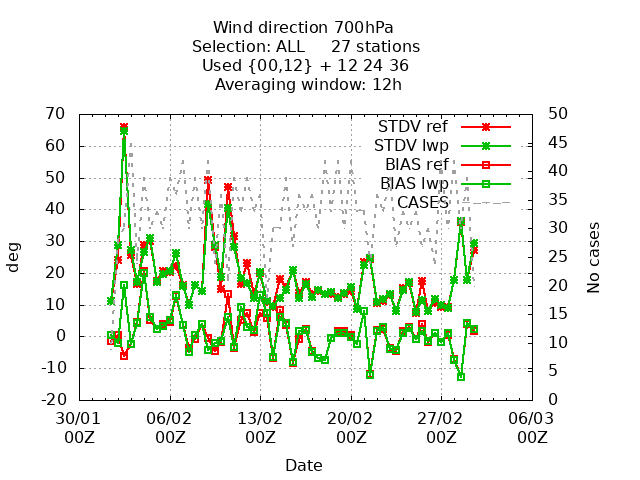 Wind direction 700hPa
Selection: ALL     27 stations
Used {00,12} + 12 24 36
Averaging window: 12h
70
60
50
40
30
20
10
0
-10
-20
deg
50
45
40
35
30
25
20
15
10
5
0
No cases
STDV ref
STDV lwp
BIAS ref
BIAS lwp
CASES
30/01 06/02 13/02 20/02 27/02 06/03
00Z 00Z 00Z 00Z 00Z 00Z
Date